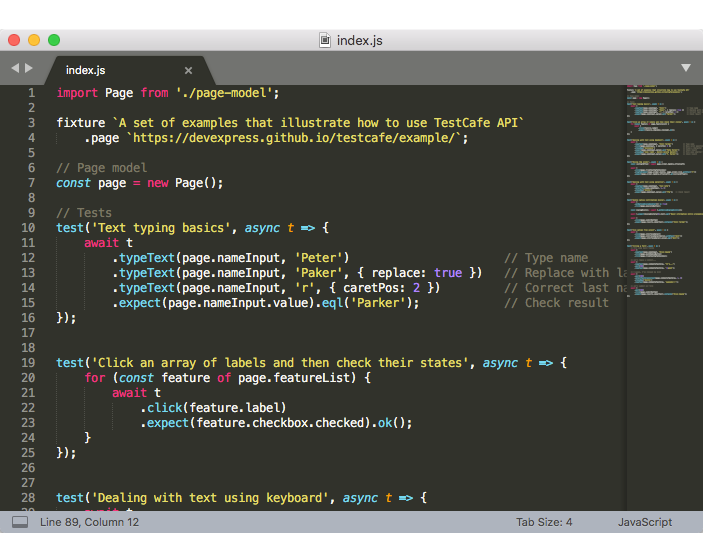 index.js
index.js
1 import Page from './page-model';
2
3 fixture `A set of examples that illustrate how to use TestCafe API`
4     .page `https://devexpress.github.io/testcafe/example/`;
5
6 // Page model
7 const page = new Page();
8
9 // Tests
10 test('Text typing basics', async t => {
11     await t
12         .typeText(page.nameInput, 'Peter') // Type name
13         .typeText(page.nameInput, 'Paker', { replace: true }) // Replace with
14         .typeText(page.nameInput, 'r', { caretPos: 2 }) // Correct last
15         .expect(page.nameInput.value).eql('Parker'); // Check result
16 });
17
18
19 test('Click an array of labels and then check their states', async t => {
20     for (const feature of page.featureList) {
21         await t
22             .click(feature.label)
23             .expect(feature.checkbox.checked).ok();
24     }
25 });
26
27
28 test('Dealing with text using keyboard', async t => {
Line 89, Column 12 Tab Size: 4 JavaScript